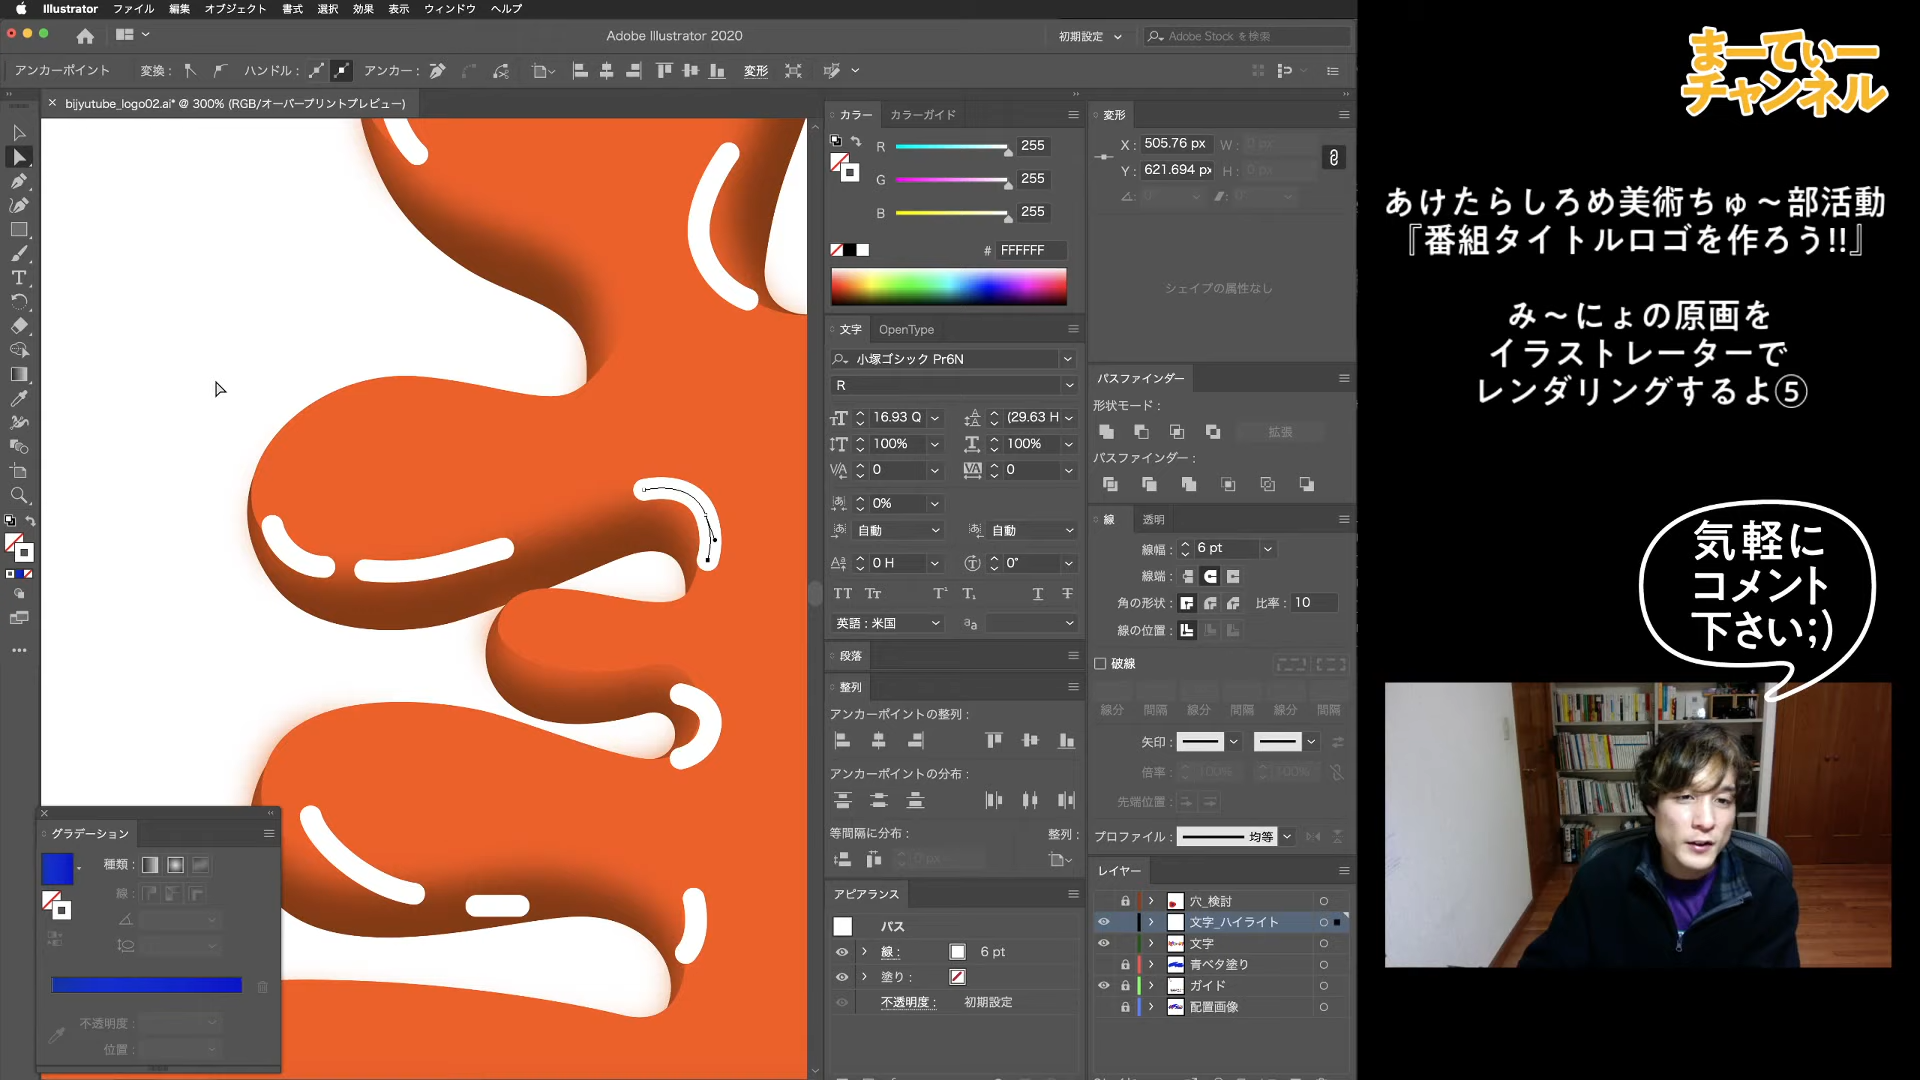 Illustrator ファイル 編集 オブジェクト 書式 選択 効果 表示 ウィンドウ ヘルプ
Adobe Illustrator 2020
初期設定
Adobe Stock を検索
アンカーポイント 変換： ハンドル： アンカー： 変形
bijyutube_logo02.ai* @ 300% (RGB/オーバープリントプレビュー)
カラー カラーガイド
R 255
G 255
B 255
# FFFFFF
文字 OpenType
小塚ゴシック Pr6N
R
16.93 Q (29.63 H
100% 100%
0 0
0%
自動 自動
0 H 0°
英語：米国
段落
整列
アンカーポイントの整列：
アンカーポイントの分布：
等間隔に分布： 整列：
0 px
アピアランス
パス
線： 6 pt
塗り：
不透明度： 初期設定
変形
X： 505.76 px W： 0 px
Y： 621.694 px H： 0 px
シェイプの属性なし
パスファインダー
形状モード：
拡張
パスファインダー：
線 透明
線幅： 6 pt
線端：
角の形状： 比率： 10
線の位置：
破線
線分 間隔 線分 間隔 線分 間隔
矢印：
倍率： 100% 100%
先端位置：
プロファイル： 均等
レイヤー
穴_検討
文字_ハイライト
文字
青ベタ塗り
ガイド
配置画像
グラデーション
種類：
線：
不透明度：
位置：
まーてぃー
チャンネル
あけたらしろめ美術ちゅ～部活動
『番組タイトルロゴを作ろう!!』
み～にょの原画を
イラストレーターで
レンダリングするよ⑤
気軽に
コメント
下さい;)